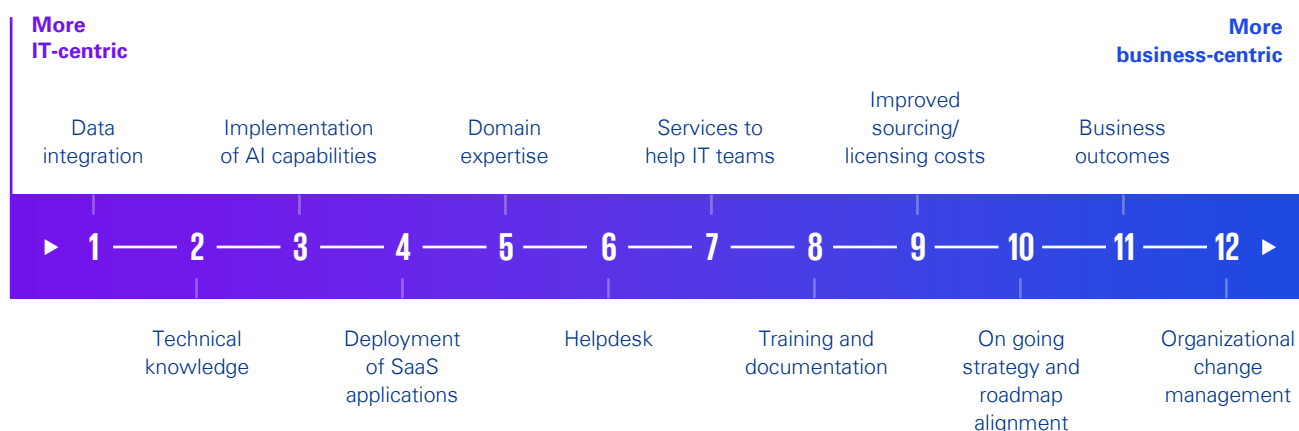 More
IT-centric
More
business-centric
Data
integration
Implementation
of AI capabilities
Domain
expertise
Services to
help IT teams
Improved
sourcing/
licensing costs
Business
outcomes
1 2 3 4 5 6 7 8 9 10 11 12
Technical
knowledge
Deployment
of SaaS
applications
Helpdesk
Training and
documentation
On going
strategy and
roadmap
alignment
Organizational
change
management